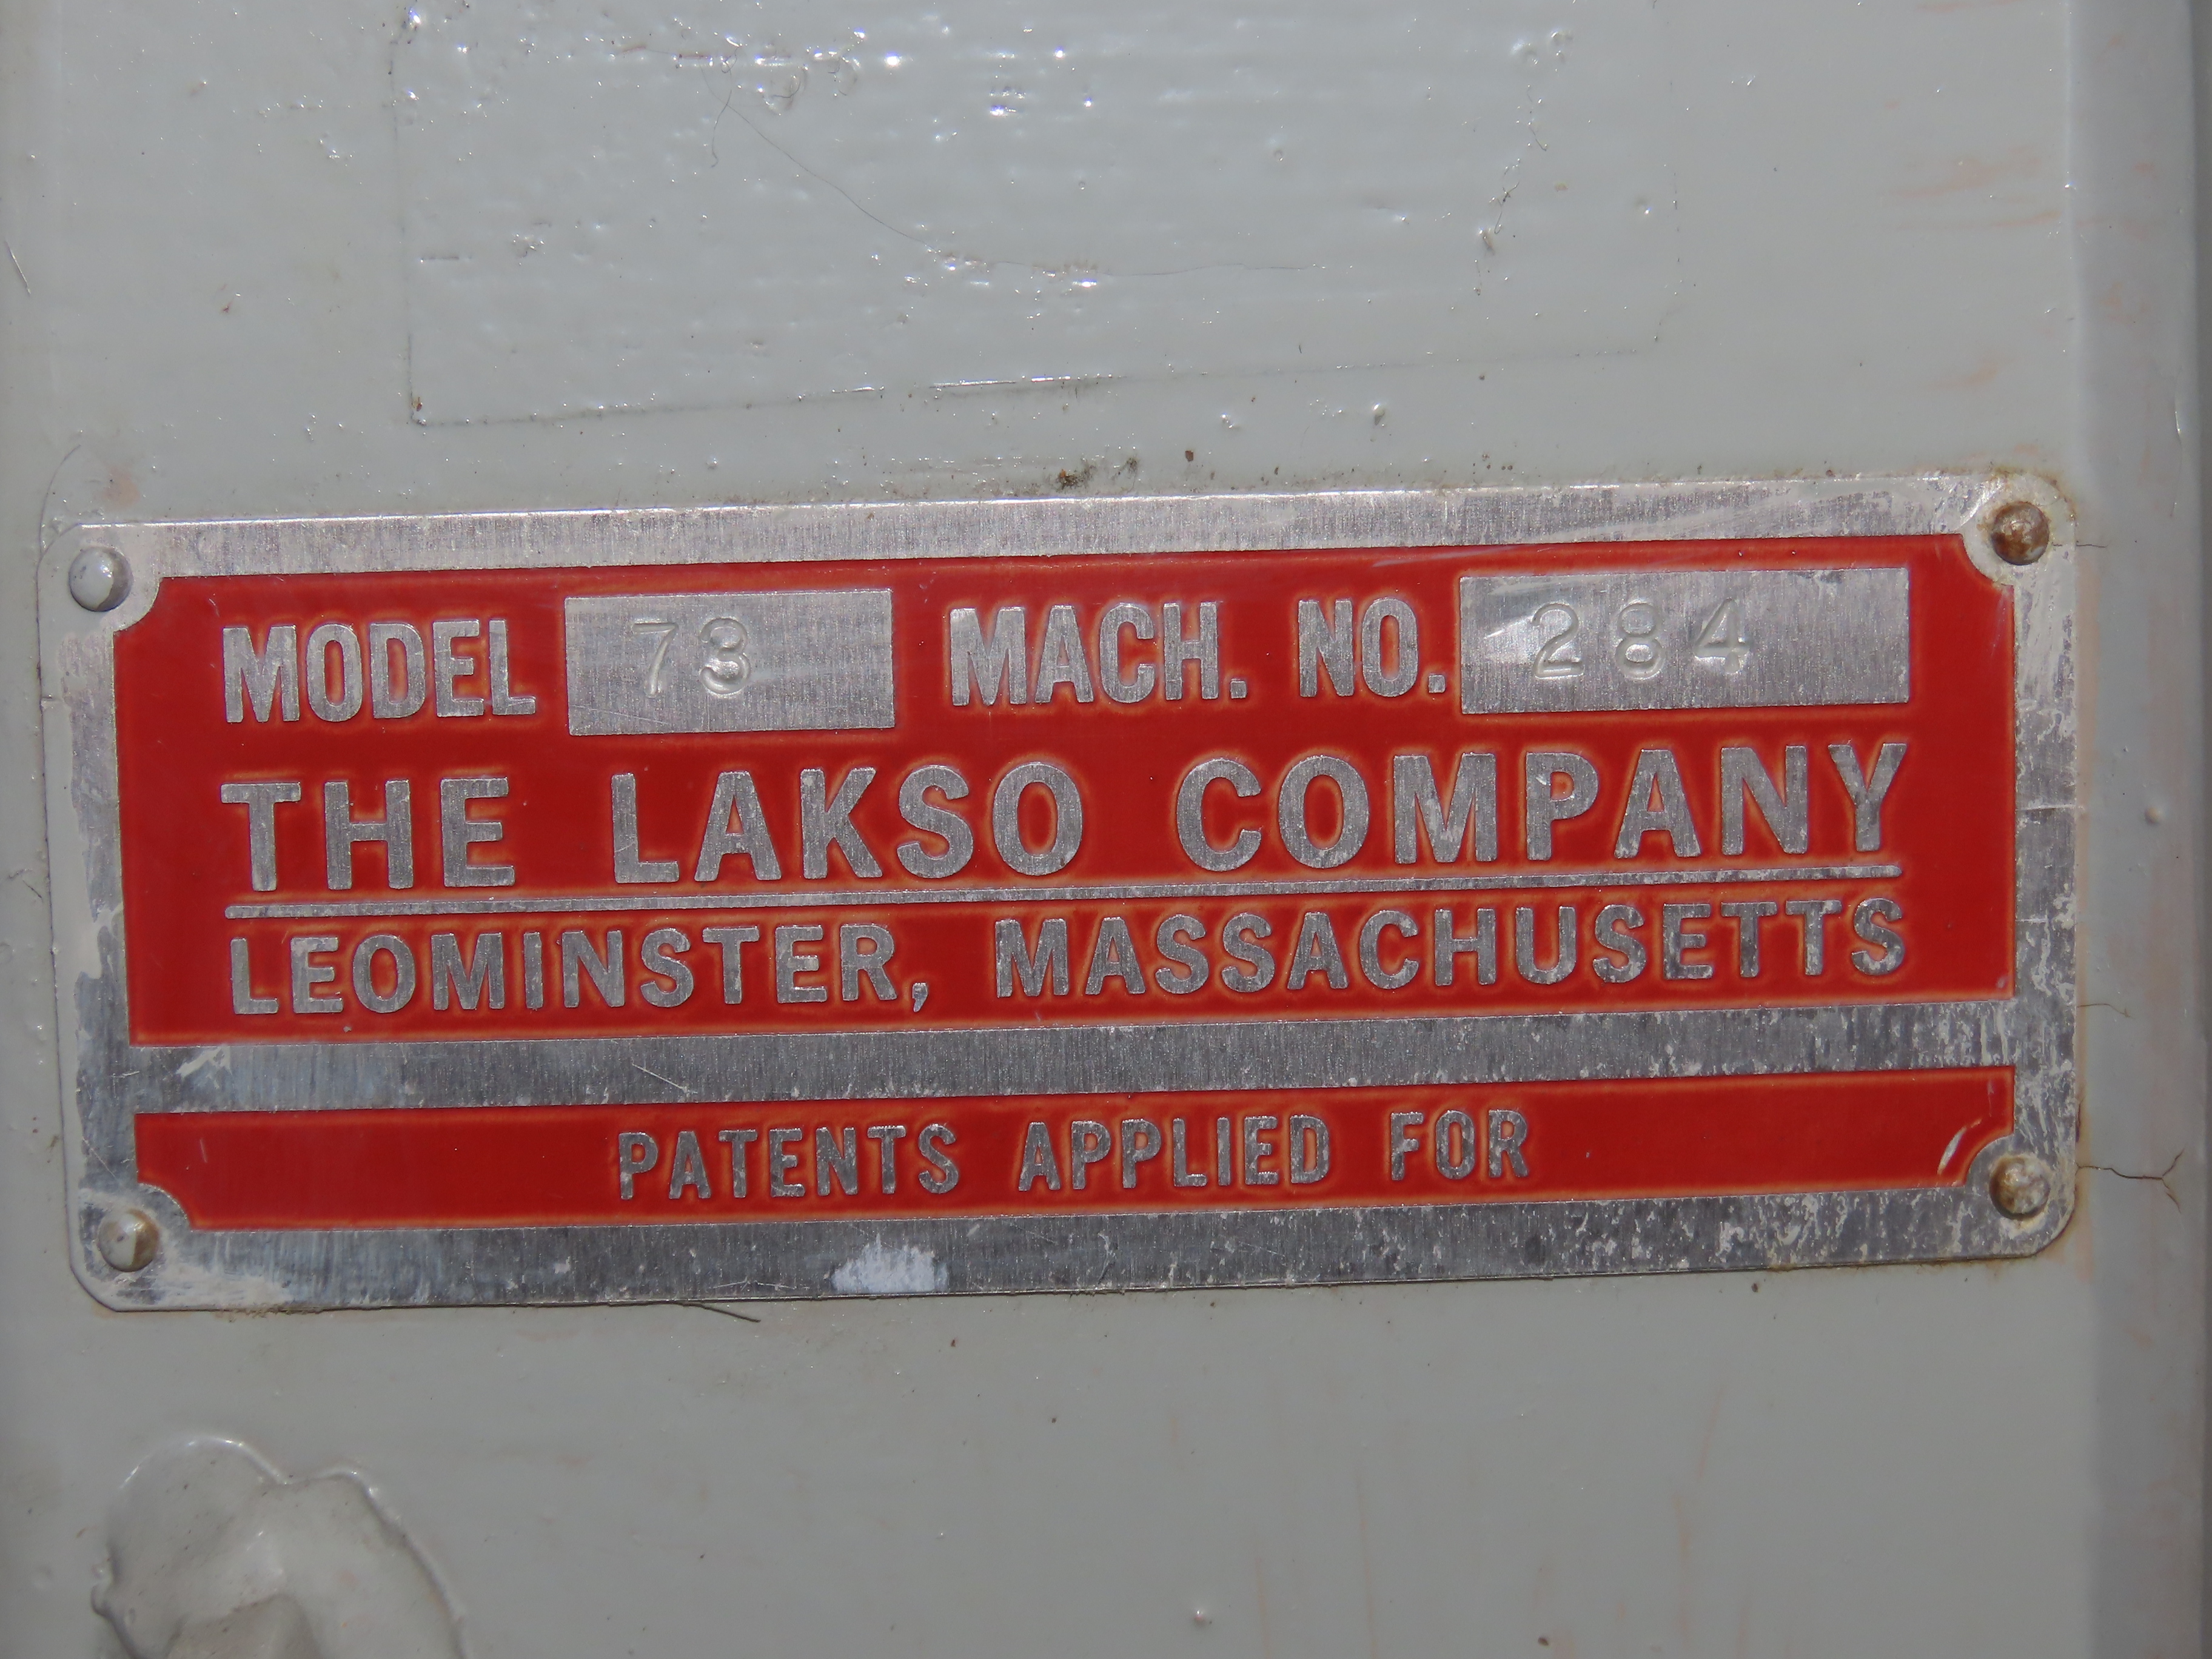 MODEL 73 MACH. NO. 284
THE LAKSO COMPANY
LEOMINSTER, MASSACHUSETTS
PATENTS APPLIED FOR